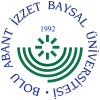 BOLU ABANT İZZET BAYSAL ÜNİVERSİTESİ
1992